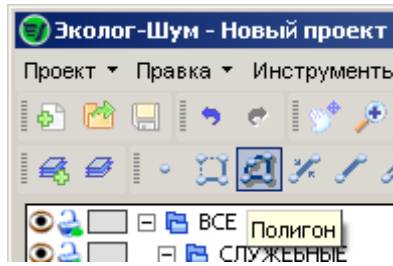 Эколог-Шум - Новый проект
Проект Правка Инструменты
ВСЕ
Полигон
СЛУЖЕБНЫЕ